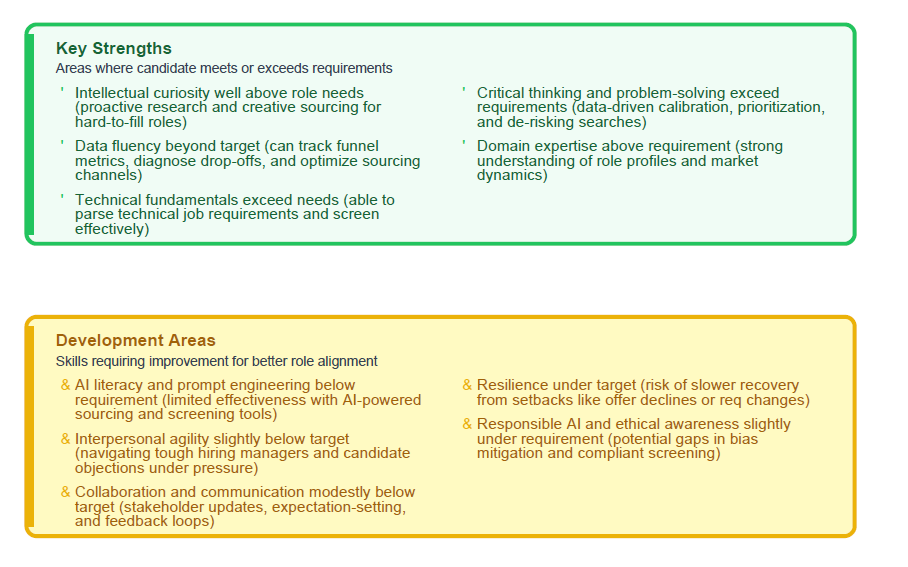 Key Strengths
Areas where candidate meets or exceeds requirements
' Intellectual curiosity well above role needs
(proactive research and creative sourcing for
hard-to-fill roles)
' Data fluency beyond target (can track funnel
metrics, diagnose drop-offs, and optimize sourcing
channels)
' Technical fundamentals exceed needs (able to
parse technical job requirements and screen
effectively)
' Critical thinking and problem-solving exceed
requirements (data-driven calibration, prioritization,
and de-risking searches)
' Domain expertise above requirement (strong
understanding of role profiles and market
dynamics)
Development Areas
Skills requiring improvement for better role alignment
& AI literacy and prompt engineering below
requirement (limited effectiveness with AI-powered
sourcing and screening tools)
& Interpersonal agility slightly below target
(navigating tough hiring managers and candidate
objections under pressure)
& Collaboration and communication modestly below
target (stakeholder updates, expectation-setting,
and feedback loops)
& Resilience under target (risk of slower recovery
from setbacks like offer declines or req changes)
& Responsible AI and ethical awareness slightly
under requirement (potential gaps in bias
mitigation and compliant screening)